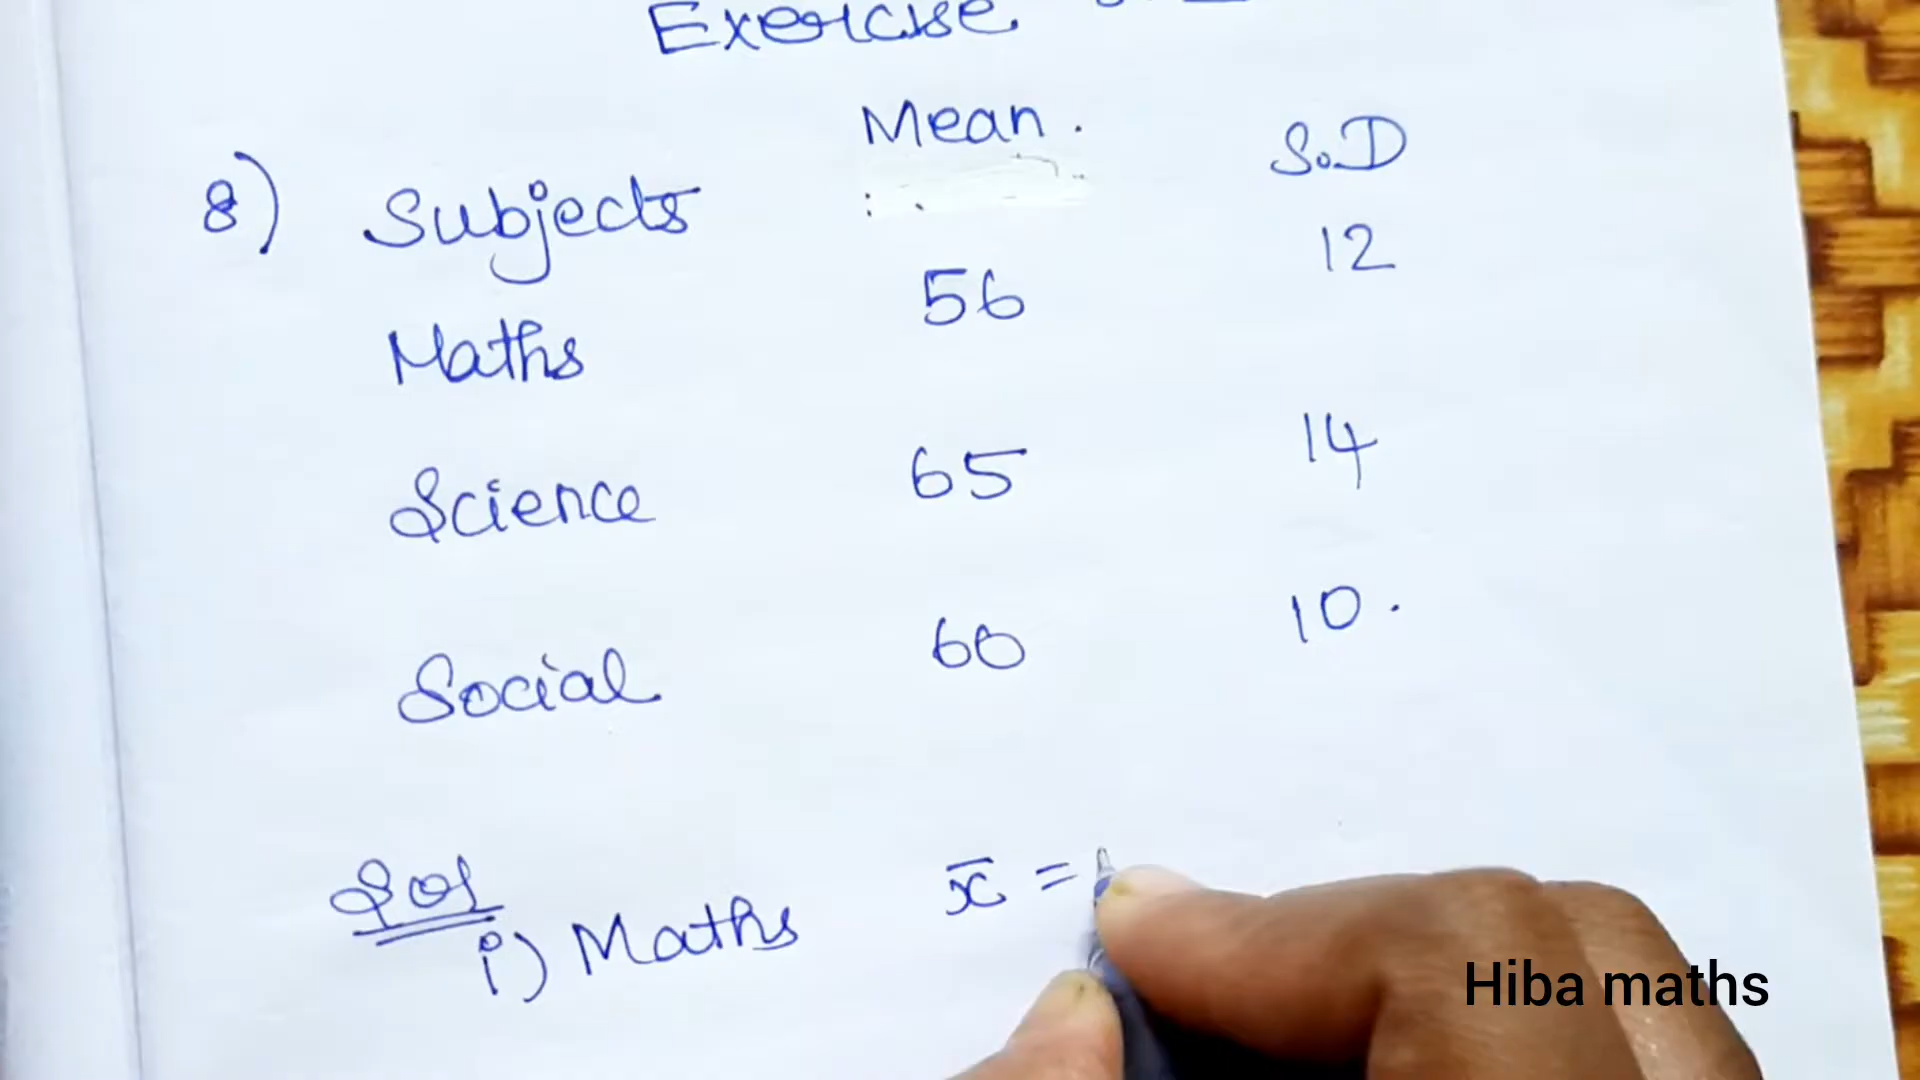 Exercise
Mean.
8) Subjects S.D
Maths 56 12
Science 65 14
Social 60 10.
Sol
i) Maths x̄ =
Hiba maths